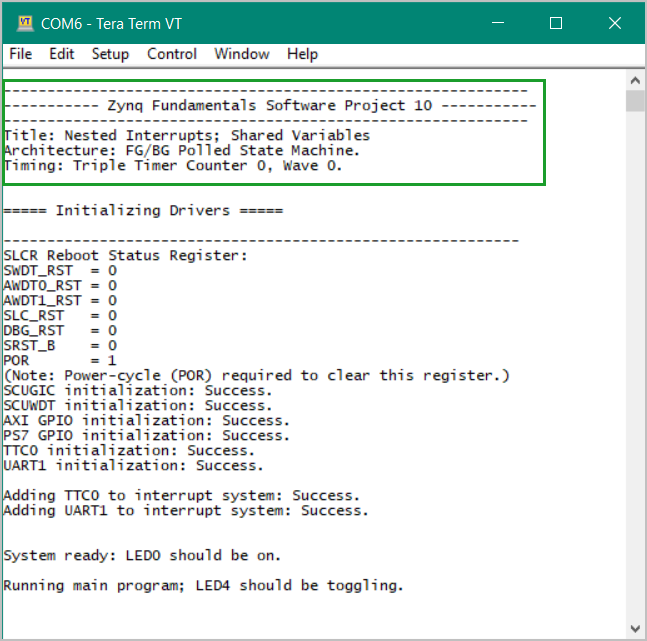 VT
COM6 - Tera Term VT
File Edit Setup Control Window Help
------------------------------------------------------------
----------- Zynq Fundamentals Software Project 10 -----------
------------------------------------------------------------
Title: Nested Interrupts; Shared Variables
Architecture: FG/BG Polled State Machine.
Timing: Triple Timer Counter 0, Wave 0.
===== Initializing Drivers =====
-----------------------------------------------------------
SLCR Reboot Status Register:
SWDT_RST  = 0
AWDT0_RST = 0
AWDT1_RST = 0
SLC_RST   = 0
DBG_RST   = 0
SRST_B    = 0
POR       = 1
(Note: Power-cycle (POR) required to clear this register.)
SCUGIC initialization: Success.
SCUWDT initialization: Success.
AXI GPIO initialization: Success.
PS7 GPIO initialization: Success.
TTC0 initialization: Success.
UART1 initialization: Success.
Adding TTC0 to interrupt system: Success.
Adding UART1 to interrupt system: Success.
System ready: LED0 should be on.
Running main program; LED4 should be toggling.